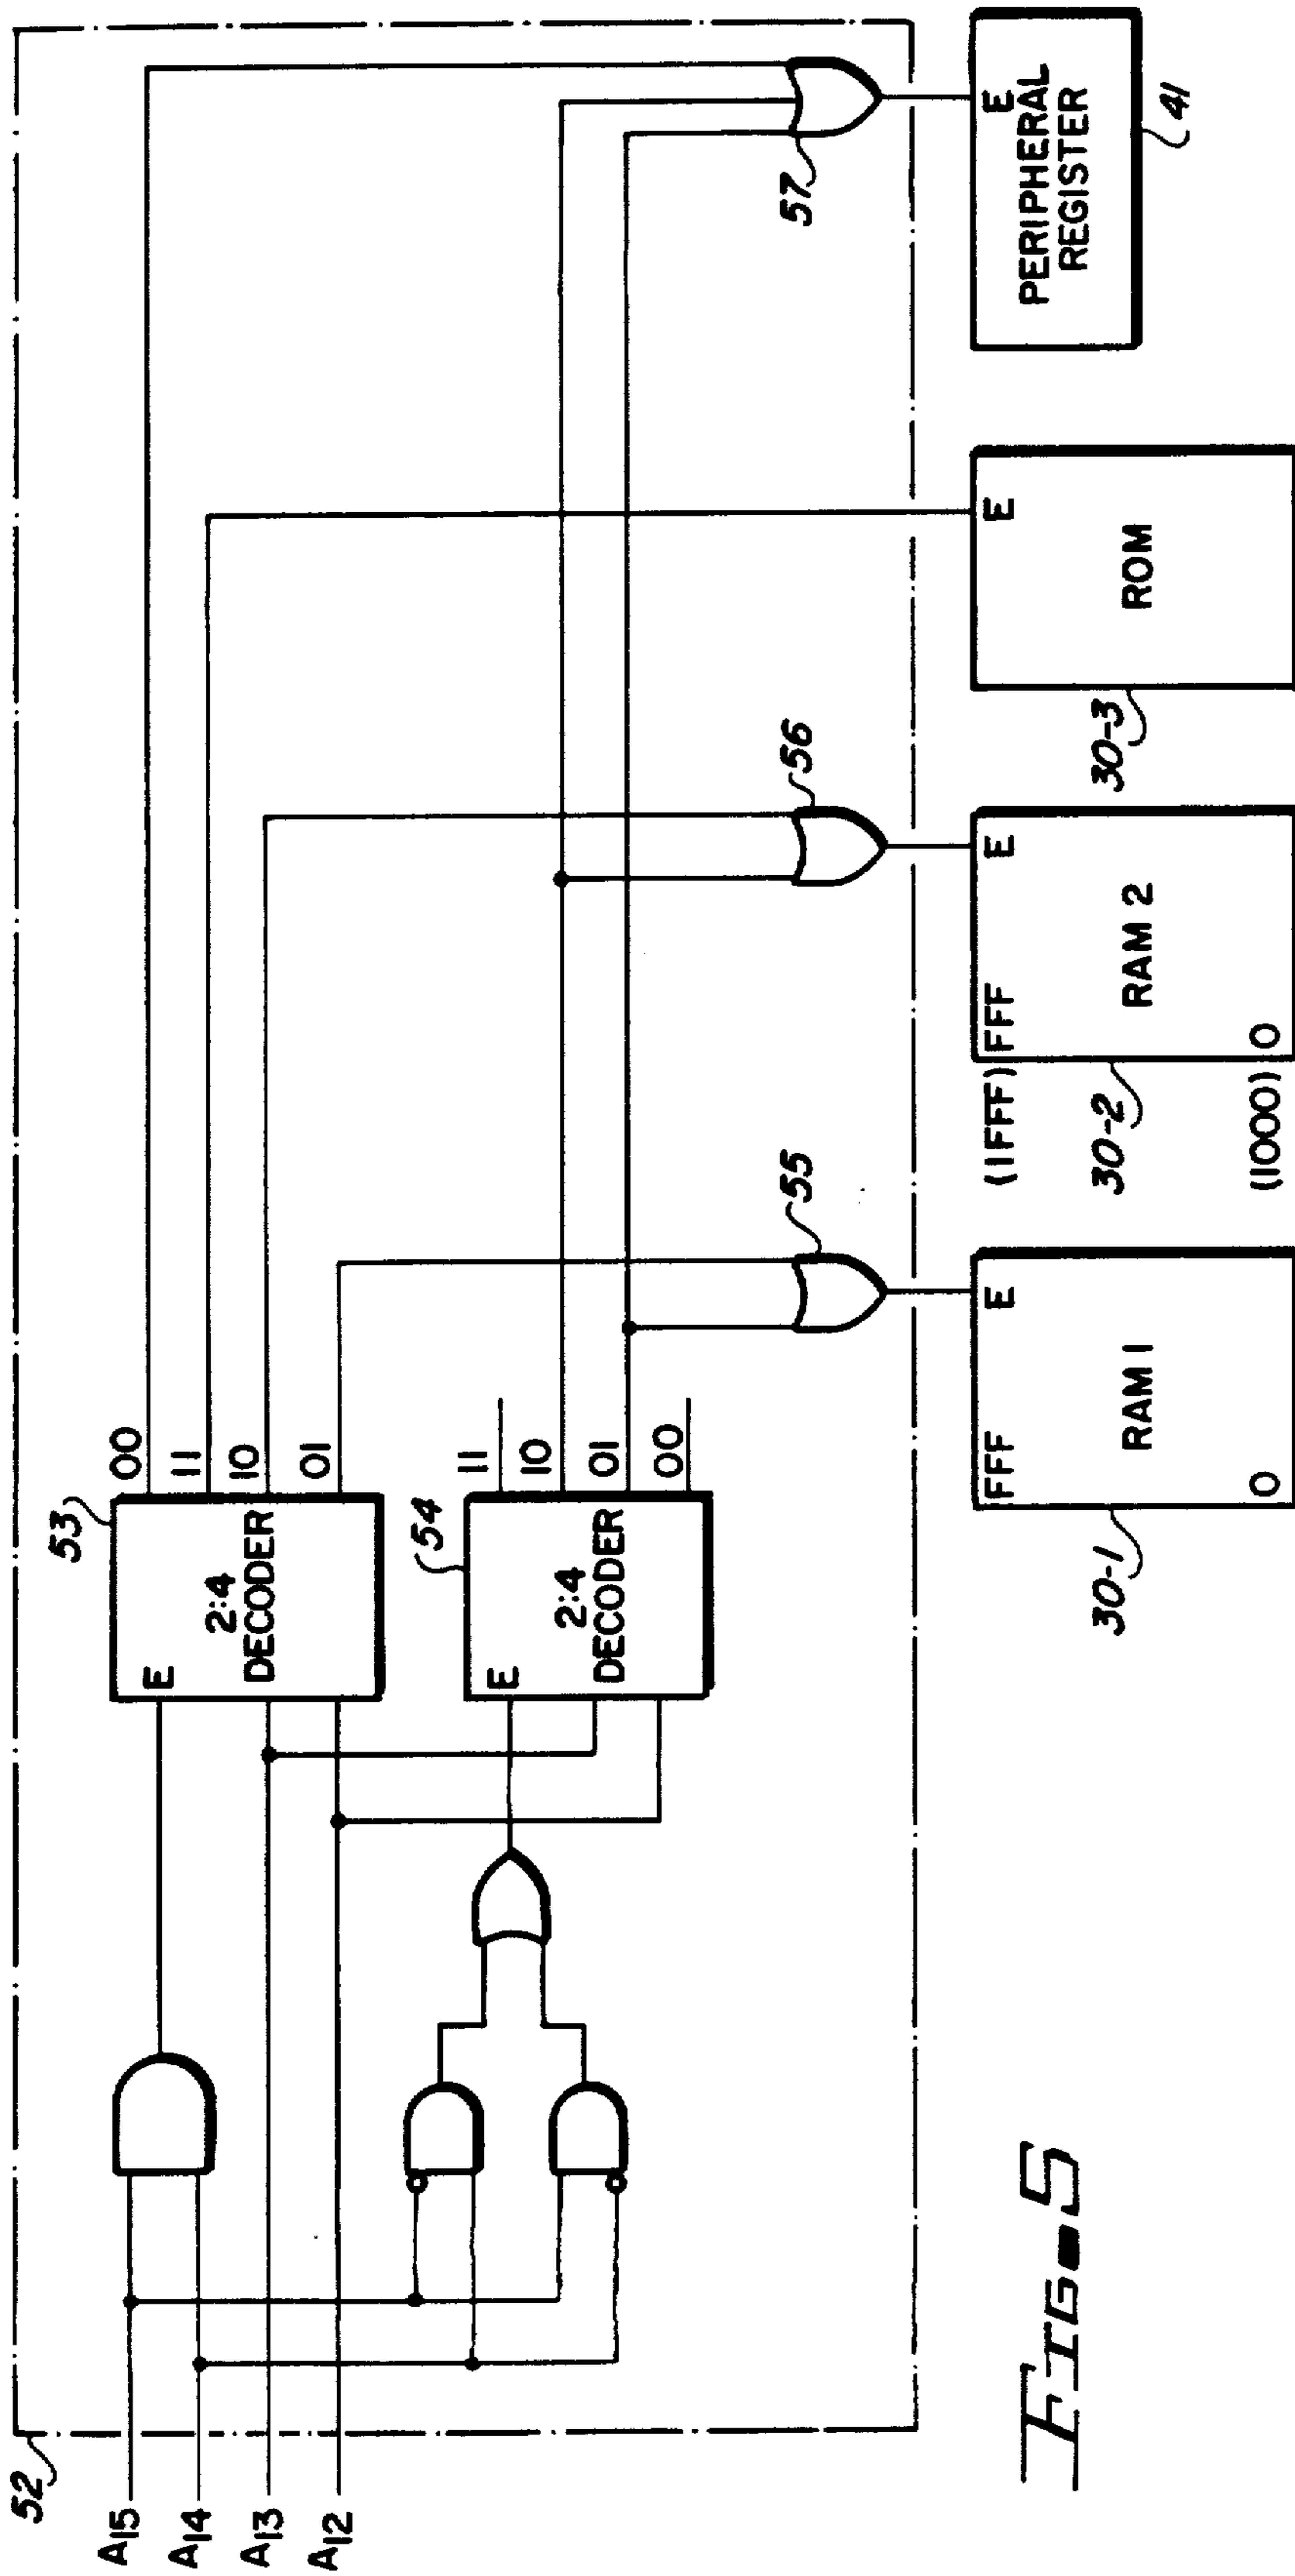 52
A15
A14
A13
A12
53
E
2:4
DECODER
00
11
10
01
54
E
2:4
DECODER
11
10
01
00
55
56
57
FFF E
RAM 1
0
30-1
(1FFF) FFF E
RAM 2
(1000) 0
30-2
E
ROM
30-3
E
PERIPHERAL
REGISTER
41
FIG-5